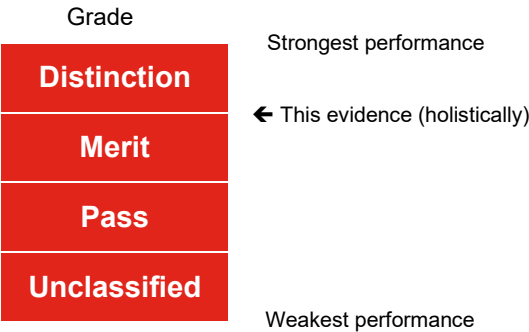 Grade
Strongest performance
Distinction
🡸 This evidence (holistically)
Merit
Pass
Unclassified
Weakest performance